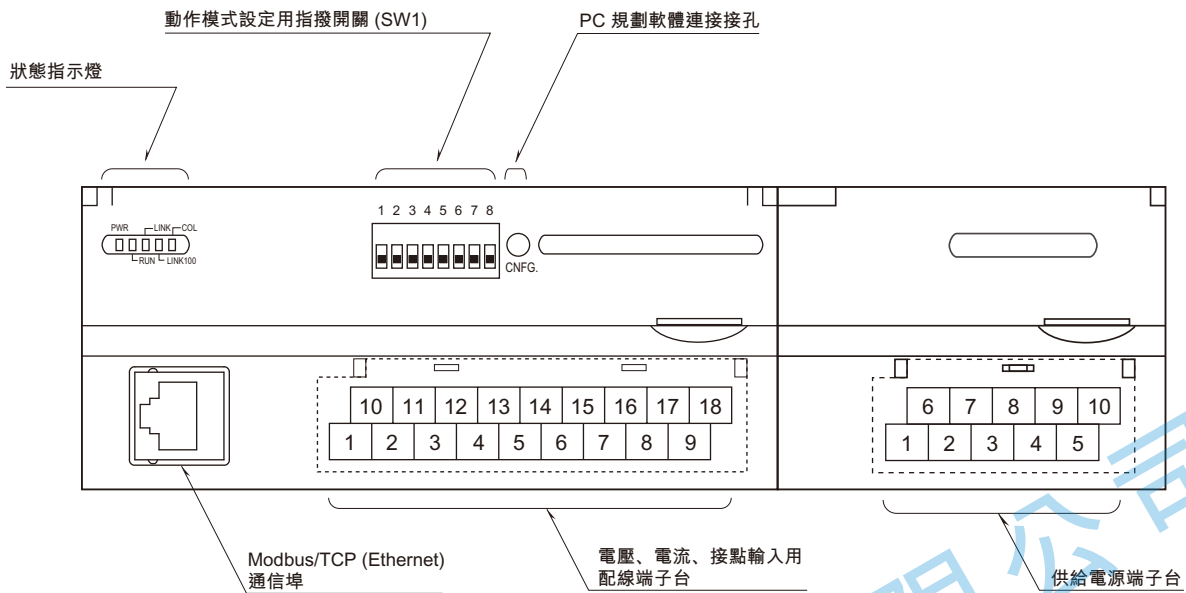 動作模式設定用指撥開關 (SW1)
PC 規劃軟體連接接孔
狀態指示燈
1 2 3 4 5 6 7 8
PWR LINK COL
RUN LINK100
CNFG.
10 11 12 13 14 15 16 17 18
1 2 3 4 5 6 7 8 9
6 7 8 9 10
1 2 3 4 5
Modbus/TCP (Ethernet)
通信埠
電壓、電流、接點輸入用
配線端子台
供給電源端子台
限公司